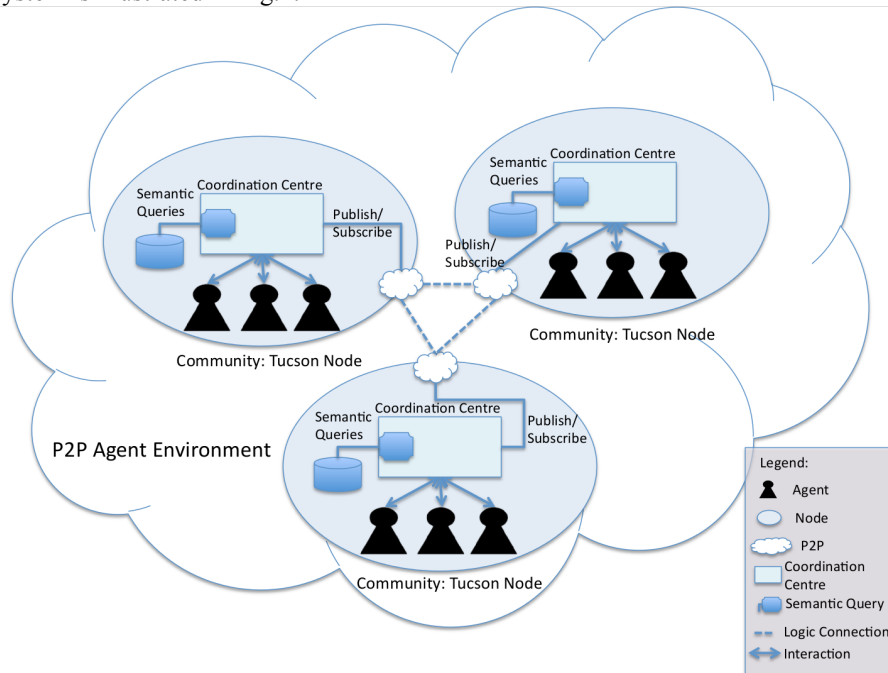 Coordination Centre
Semantic
Queries
Publish/
Subscribe
Community: Tucson Node
Coordination Centre
Semantic
Queries
Publish/
Subscribe
Community: Tucson Node
Coordination Centre
Semantic
Queries
Publish/
Subscribe
Community: Tucson Node
P2P Agent Environment
Legend:
Agent
Node
P2P
Coordination
Centre
Semantic Query
Logic Connection
Interaction